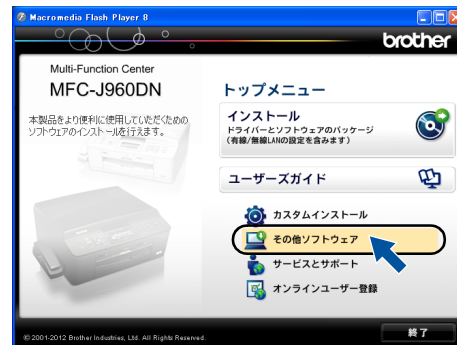 Macromedia Flash Player 8
brother
Multi-Function Center
MFC-J960DN
本製品をより便利に使用していただくための
ソフトウェアのインストールを行えます。
トップメニュー
インストール
ドライバーとソフトウェアのパッケージ
(有線/無線LANの設定を含みます)
ユーザーズガイド
カスタムインストール
その他ソフトウェア
サービスとサポート
オンラインユーザー登録
© 2001-2012 Brother Industries, Ltd. All Rights Reserved.
終了